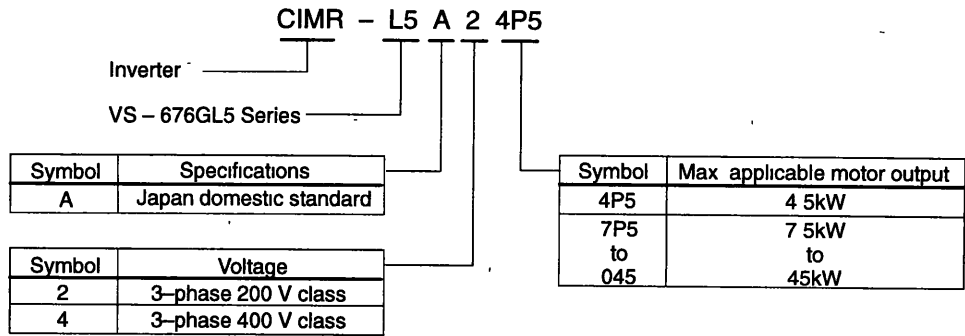 CIMR – L5 A 2 4P5
Inverter
VS – 676GL5 Series
Symbol Specifications
A Japan domestic standard
Symbol Voltage
2 3–phase 200 V class
4 3–phase 400 V class
Symbol Max applicable motor output
4P5 4 5kW
7P5 7 5kW
to to
045 45kW